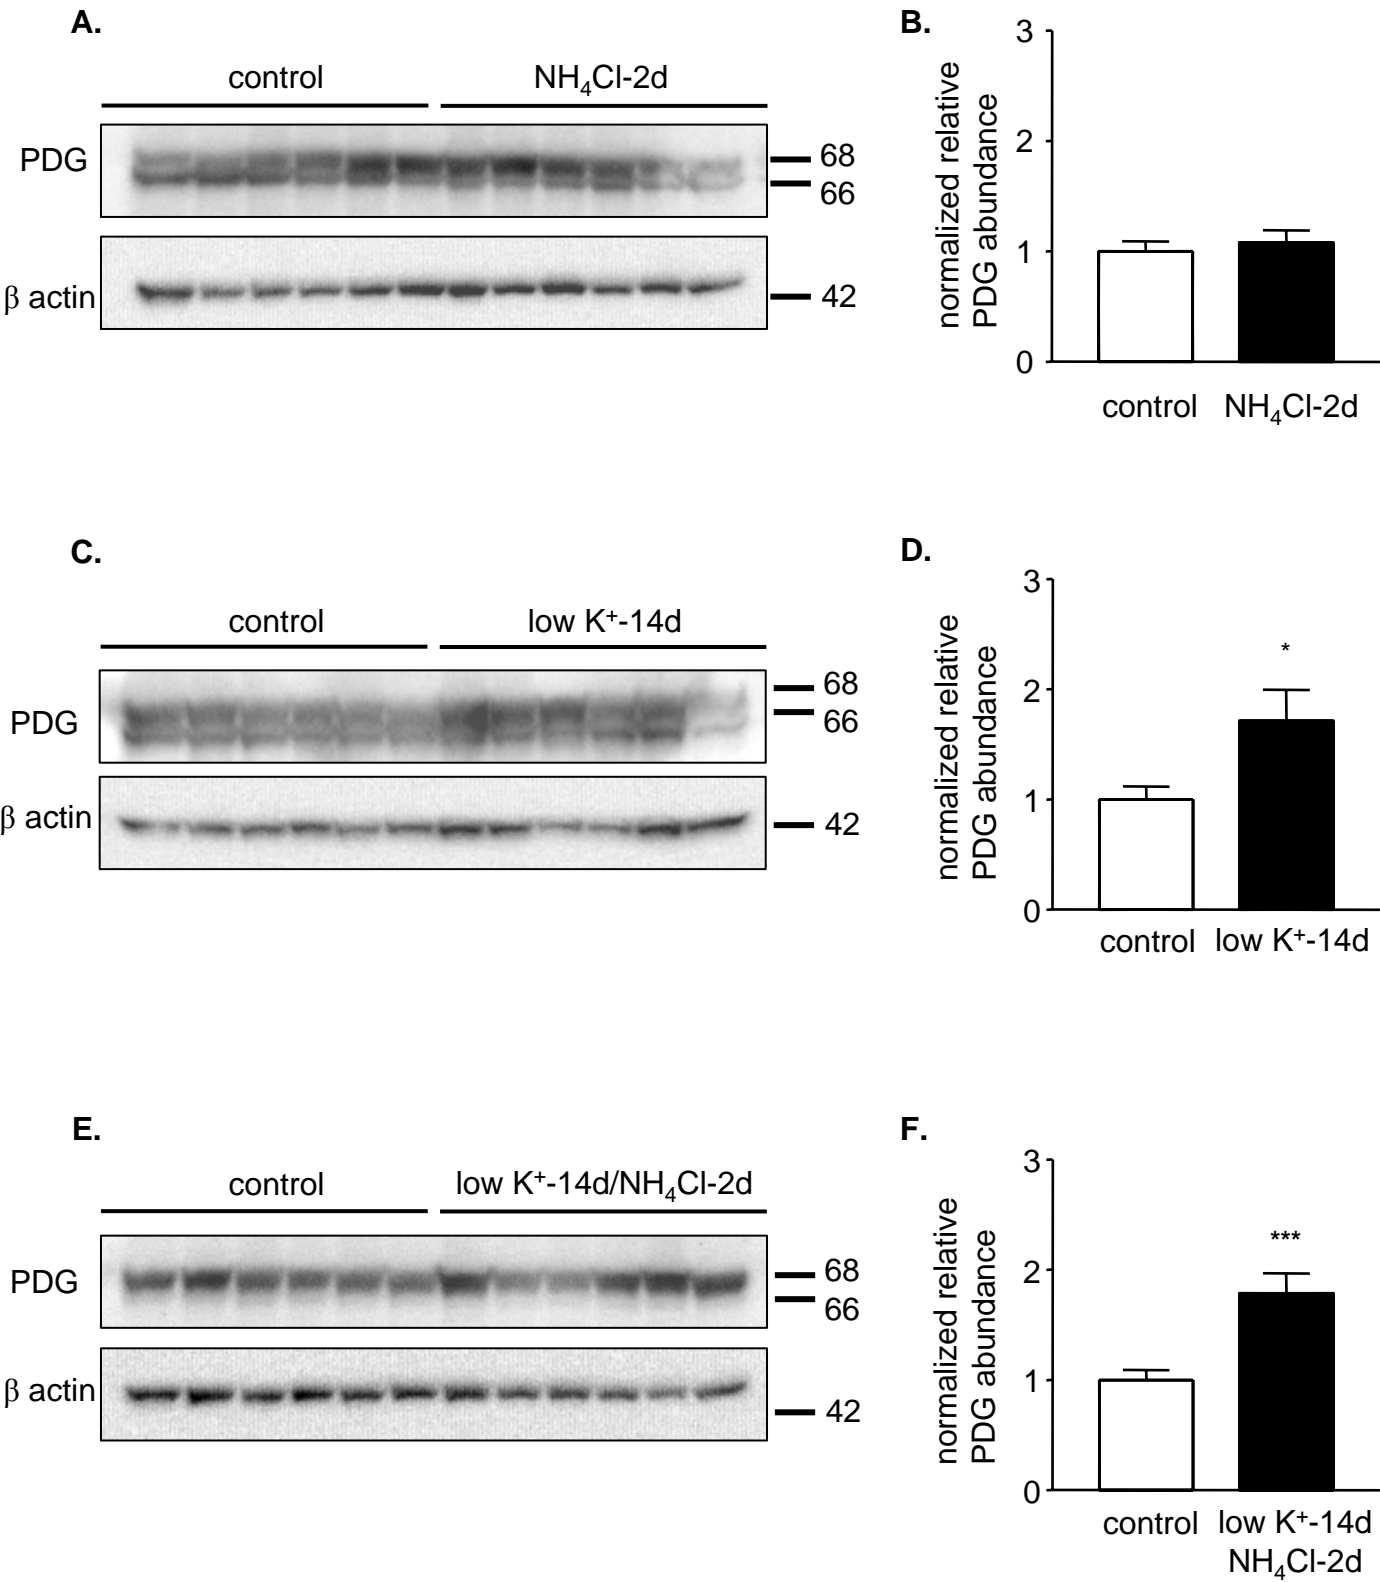 A.
control NH₄Cl-2d
PDG
68
66
β actin
42
B.
normalized relative
PDG abundance
3
2
1
0
control NH₄Cl-2d
C.
control low K⁺-14d
PDG
68
66
β actin
42
D.
normalized relative
PDG abundance
3
2
1
0
*
control low K⁺-14d
E.
control low K⁺-14d/NH₄Cl-2d
PDG
68
66
β actin
42
F.
normalized relative
PDG abundance
3
2
1
0
***
control low K⁺-14d
NH₄Cl-2d